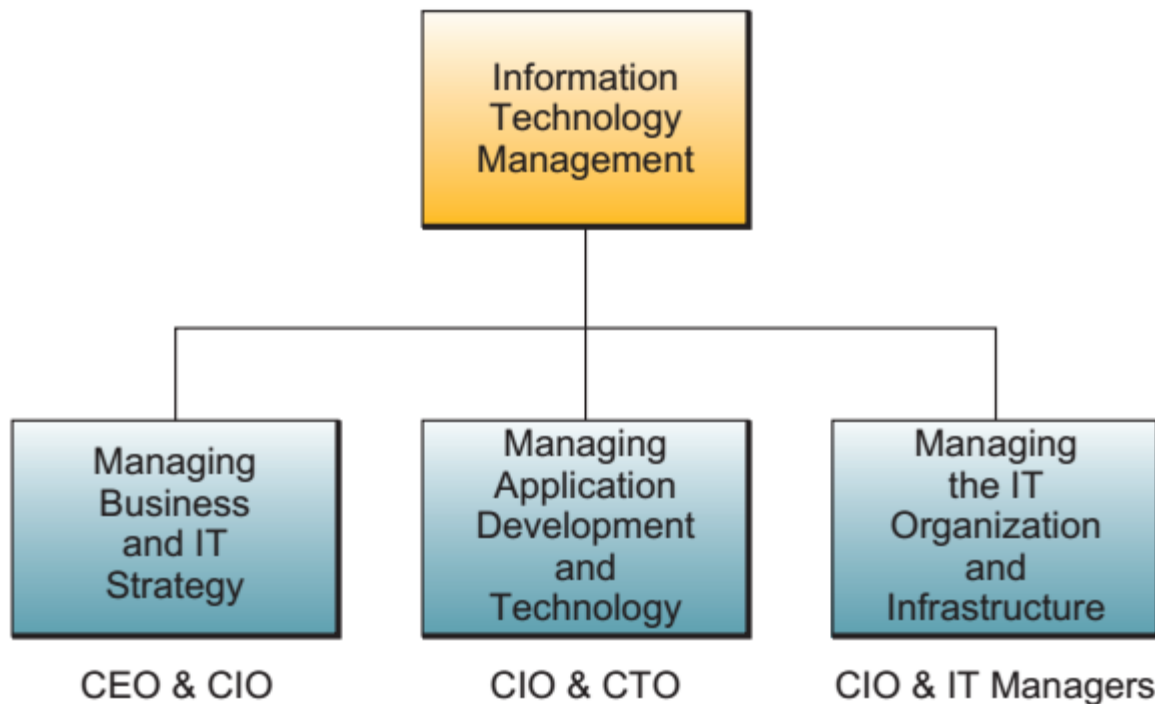 Information
Technology
Management
Managing
Business
and IT
Strategy
Managing
Application
Development
and
Technology
Managing
the IT
Organization
and
Infrastructure
CEO & CIO
CIO & CTO
CIO & IT Managers